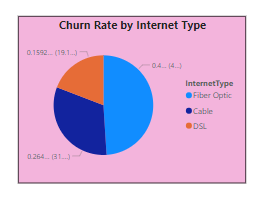 Churn Rate by Internet Type
0.1592... (19.1...)
0.4... (4...)
InternetType
Fiber Optic
Cable
DSL
0.264... (31....)